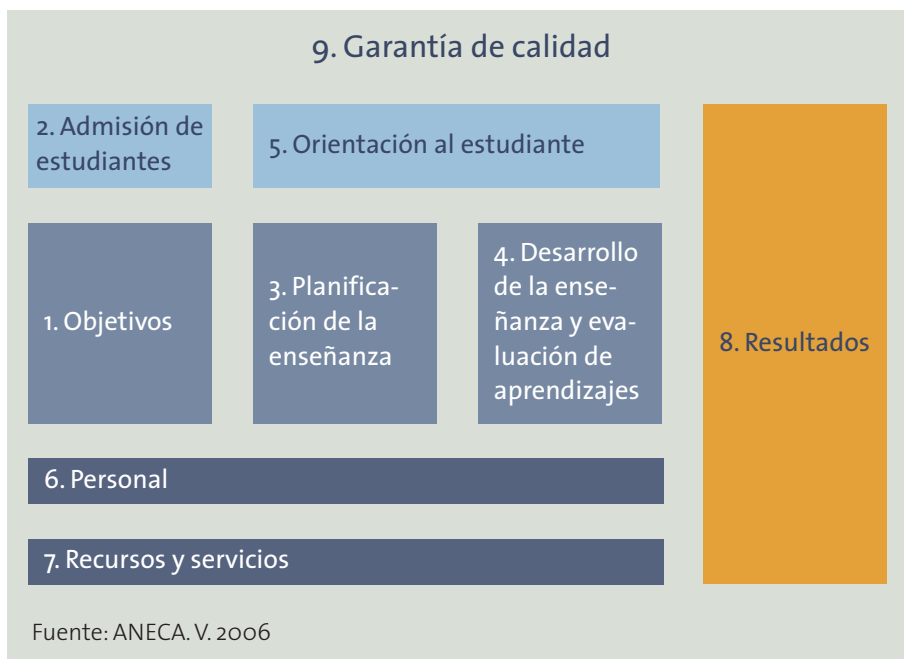 9. Garantía de calidad
2. Admisión de
estudiantes
5. Orientación al estudiante
1. Objetivos
3. Planifica-
ción de la
enseñanza
4. Desarrollo
de la ense-
ñanza y eva-
luación de
aprendizajes
8. Resultados
6. Personal
7. Recursos y servicios
Fuente: ANECA. V. 2006